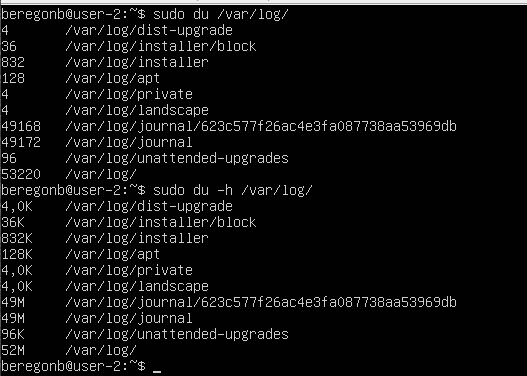 beregonb@user-2:~$ sudo du /var/log/
4 /var/log/dist-upgrade
36 /var/log/installer/block
832 /var/log/installer
128 /var/log/apt
4 /var/log/private
4 /var/log/landscape
49168 /var/log/journal/623c577f26ac4e3fa087738aa53969db
49172 /var/log/journal
96 /var/log/unattended-upgrades
53220 /var/log/
beregonb@user-2:~$ sudo du -h /var/log/
4,0K /var/log/dist-upgrade
36K /var/log/installer/block
832K /var/log/installer
128K /var/log/apt
4,0K /var/log/private
4,0K /var/log/landscape
49M /var/log/journal/623c577f26ac4e3fa087738aa53969db
49M /var/log/journal
96K /var/log/unattended-upgrades
52M /var/log/
beregonb@user-2:~$ _